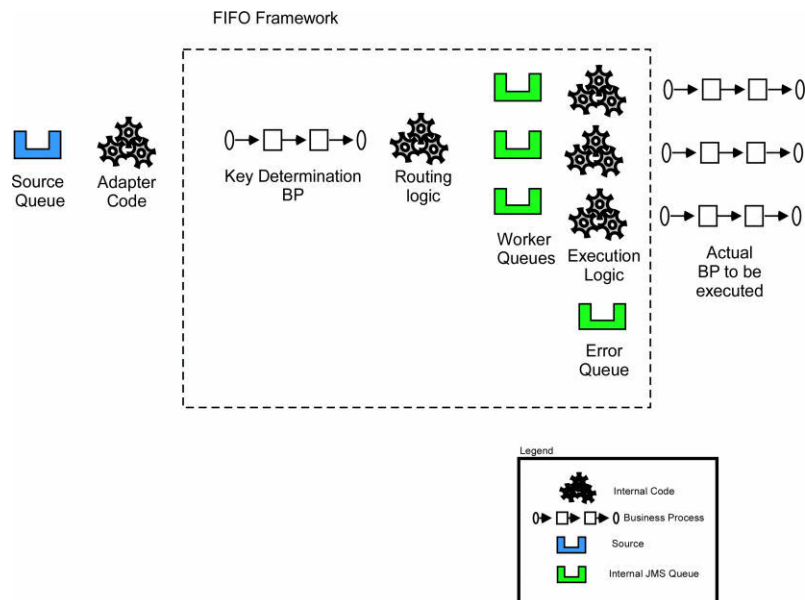 FIFO Framework
Source
Queue
Adapter
Code
Key Determination
BP
Routing
logic
Worker
Queues
Execution
Logic
Actual
BP to be
executed
Error
Queue
Legend
Internal Code
Business Process
Source
Internal JMS Queue